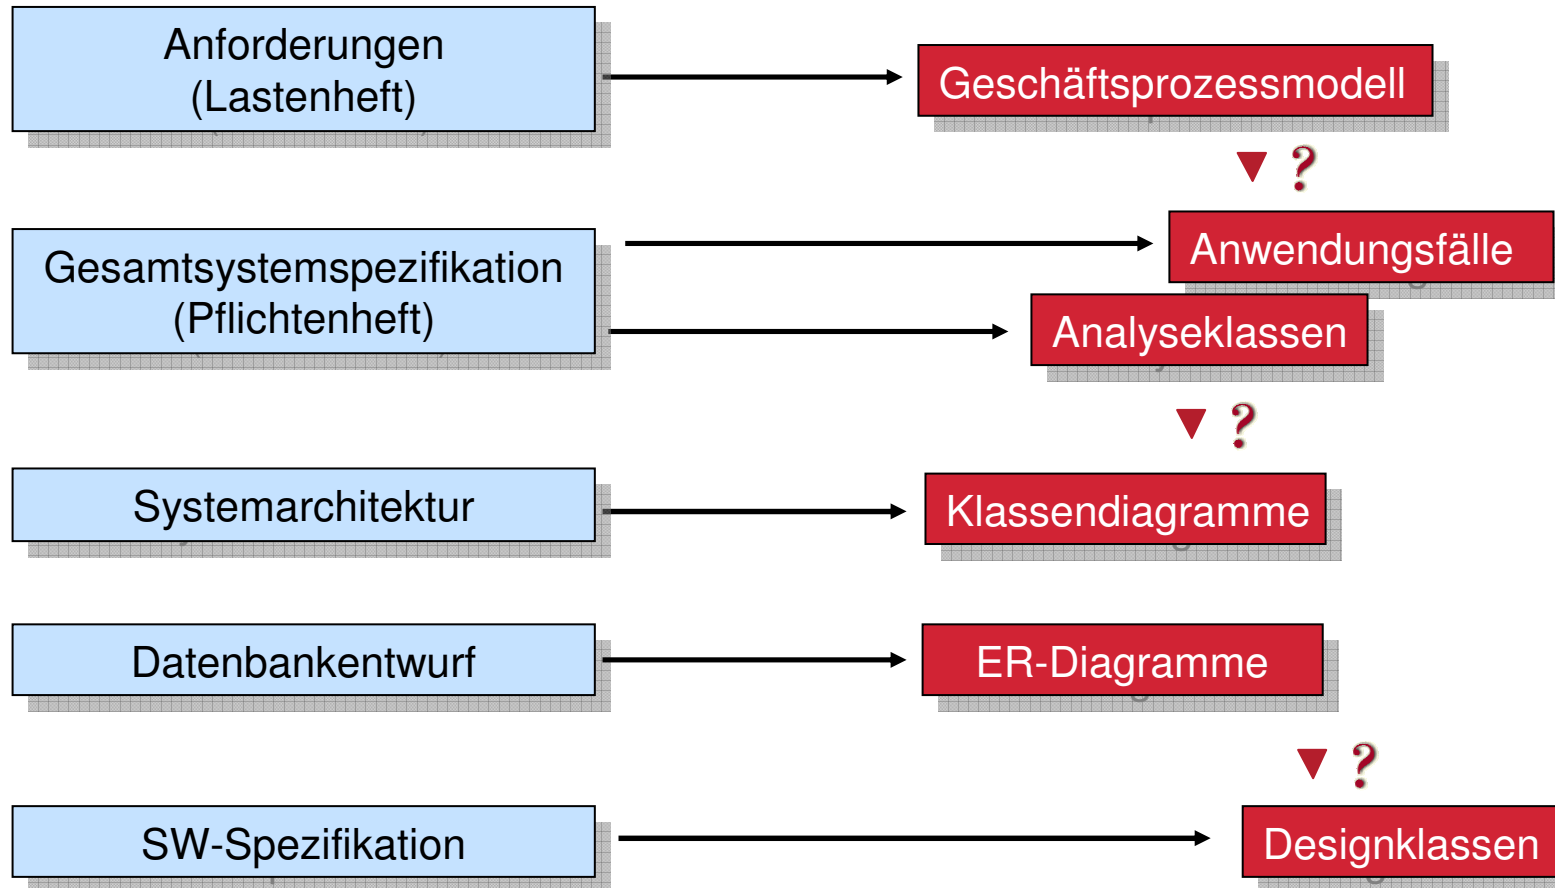 Anforderungen
(Lastenheft)
Geschäftsprozessmodell
?
Gesamtsystemspezifikation
(Pflichtenheft)
Anwendungsfälle
Analyseklassen
?
Systemarchitektur
Klassendiagramme
Datenbankentwurf
ER-Diagramme
?
SW-Spezifikation
Designklassen